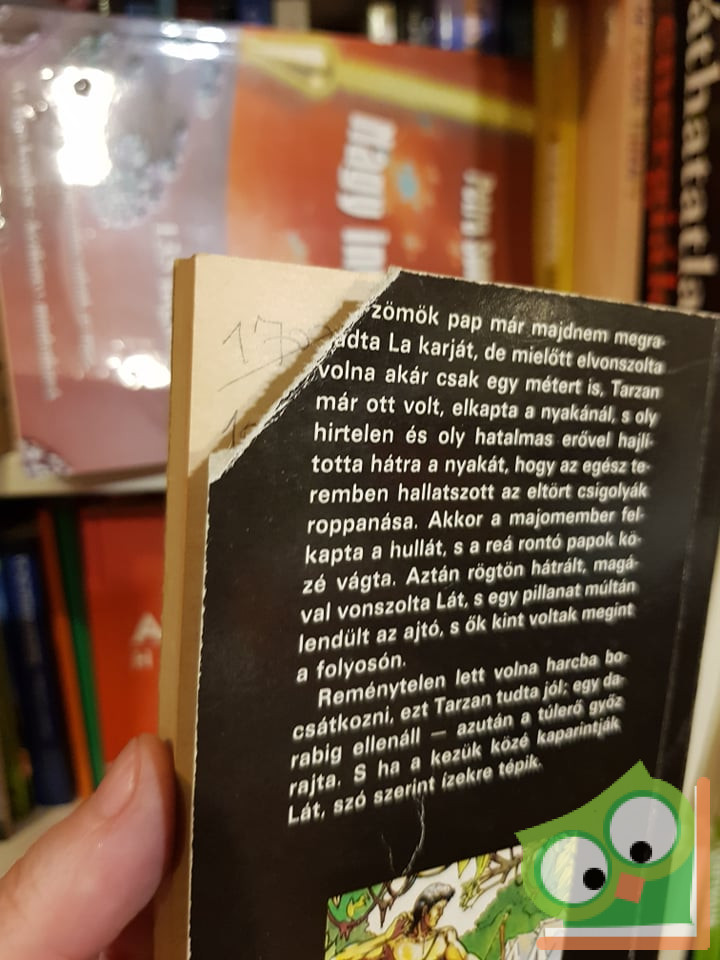 zömök pap már majdnem megra-
adta La karját, de mielőtt elvonszolta
volna akár csak egy métert is, Tarzan
már ott volt, elkapta a nyakánál, s oly
hirtelen és oly hatalmas erővel hajlí-
totta hátra a nyakát, hogy az egész te-
remben hallatszott az eltört csigolyák
roppanása. Akkor a majomember fel-
kapta a hullát, s a reá rontó papok kö-
zé vágta. Aztán rögtön hátrált, magá-
val vonszolta Lát, s egy pillanat múltán
lendült az ajtó, s ők kint voltak megint
a folyosón.
Reménytelen lett volna harcba bo-
csátkozni, ezt Tarzan tudta jól; egy da-
rabig ellenáll — azután a túlerő győz
rajta. S ha a kezük közé kaparintják
Lát, szó szerint ízekre tépik.